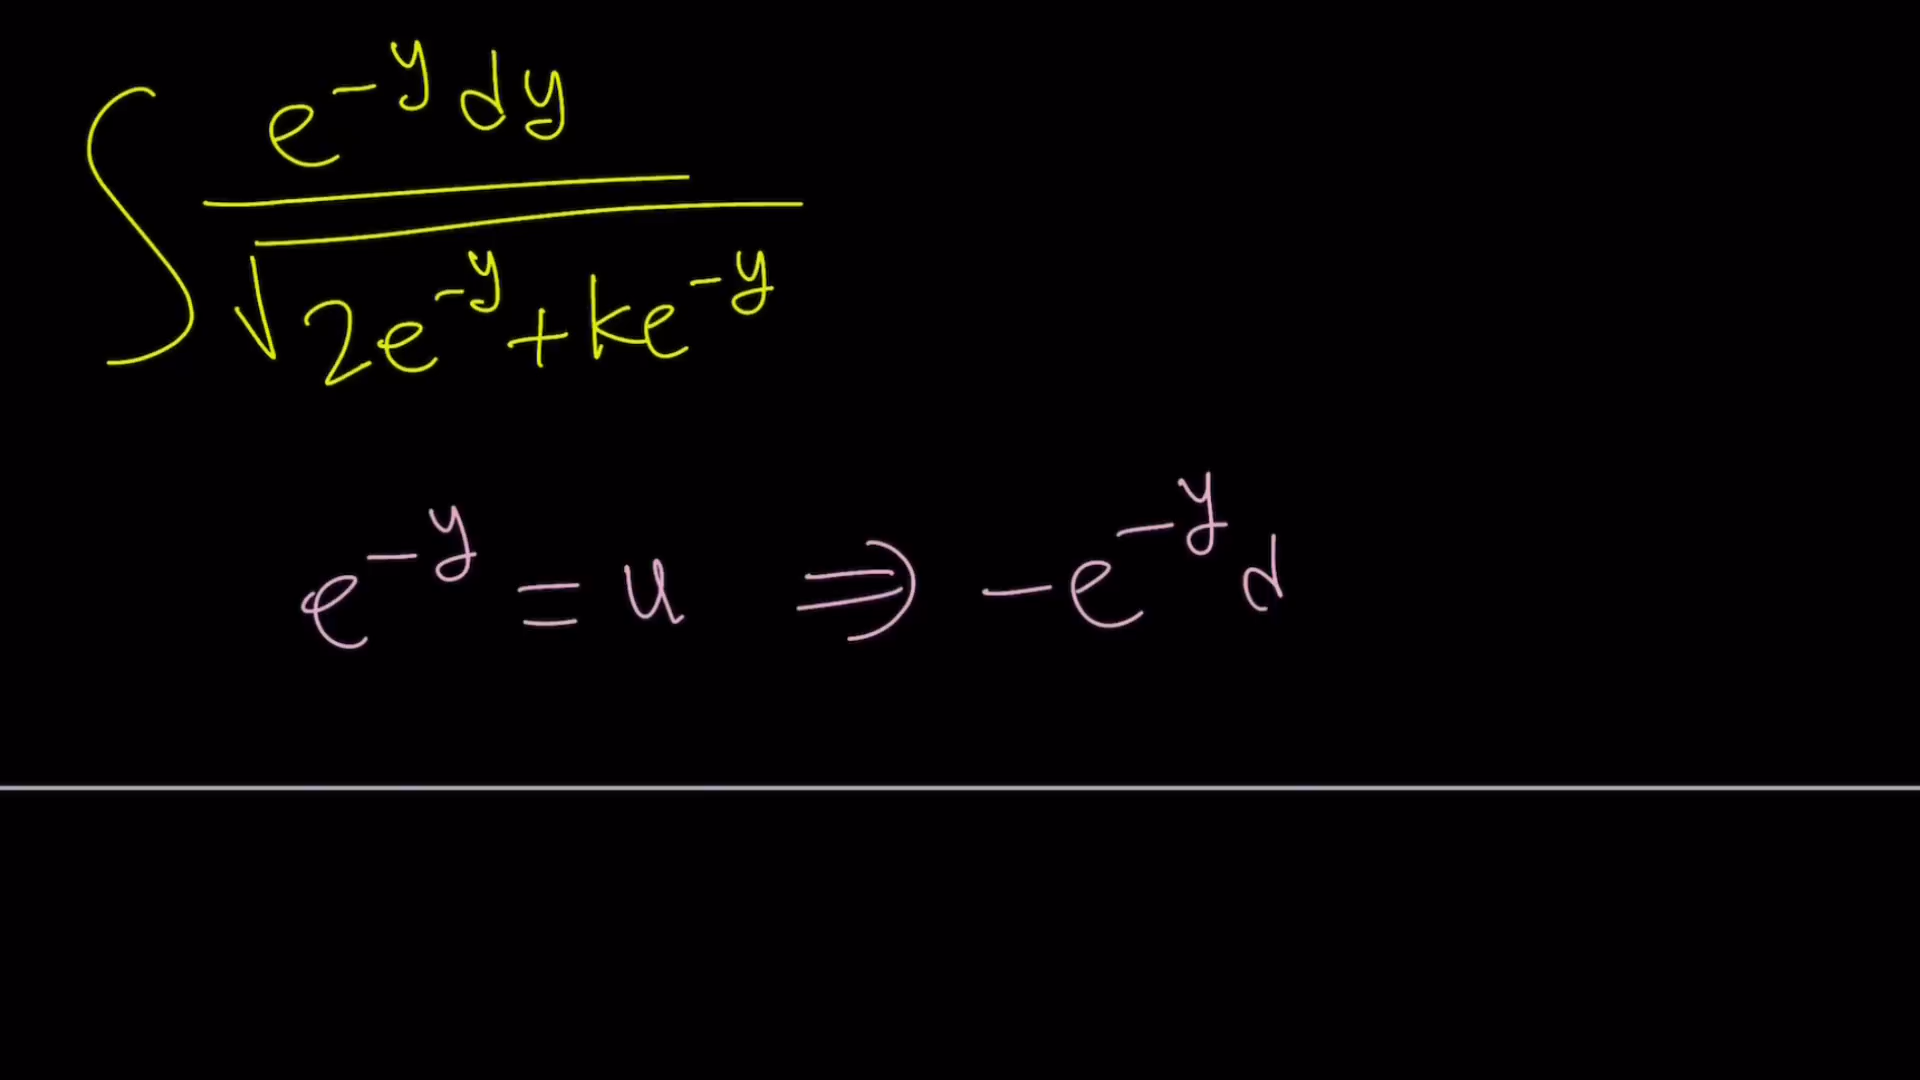 ∫ e^{-y} dy / √(2e^{-y} + ke^{-y})
e^{-y} = u ⇒ -e^{-y} d